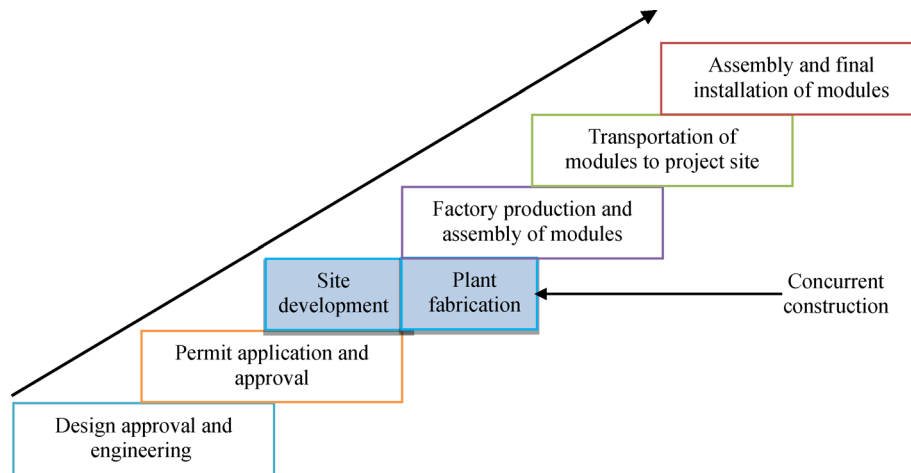 Assembly and final
installation of modules
Transportation of
modules to project site
Factory production and
assembly of modules
Site
development
Plant
fabrication
Concurrent
construction
Permit application and
approval
Design approval and
engineering